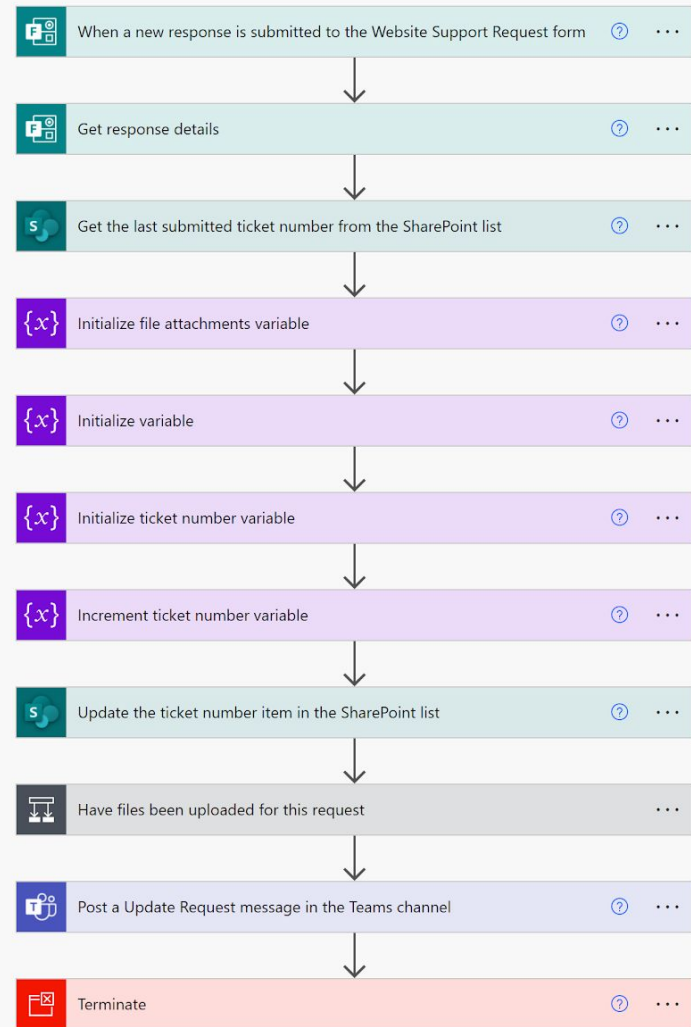 When a new response is submitted to the Website Support Request form
Get response details
Get the last submitted ticket number from the SharePoint list
{x} Initialize file attachments variable
{x} Initialize variable
{x} Initialize ticket number variable
{x} Increment ticket number variable
Update the ticket number item in the SharePoint list
Have files been uploaded for this request
Post a Update Request message in the Teams channel
Terminate